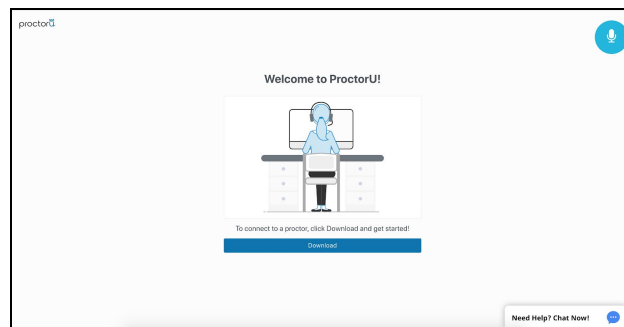 proctorU
Welcome to ProctorU!
To connect to a proctor, click Download and get started!
Download
Need Help? Chat Now!